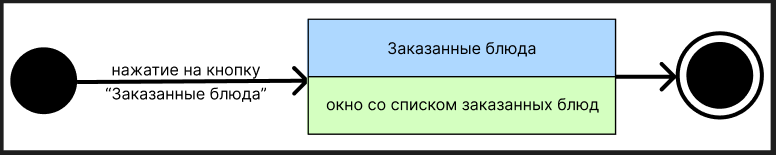 нажатие на кнопку
“Заказанные блюда”
Заказанные блюда
окно со списком заказанных блюд